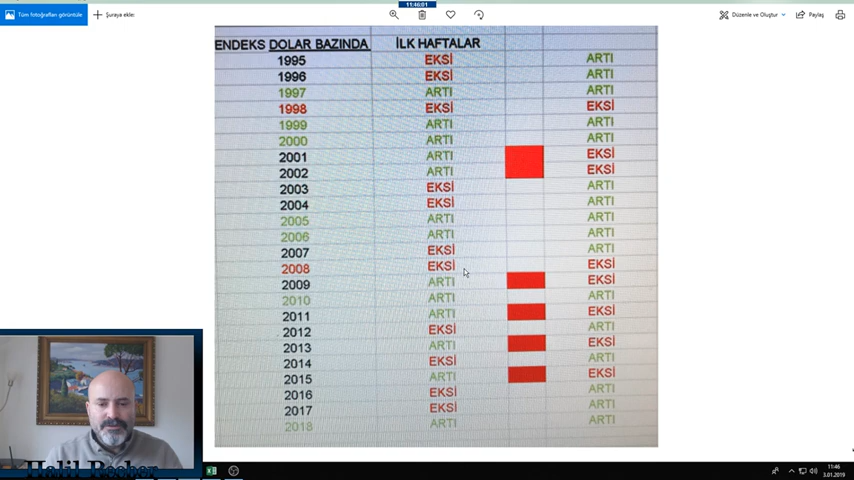 11:46:01
Tüm fotoğrafları görüntüle
Şuraya ekle:
Düzenle ve Oluştur
Paylaş
ENDEKS DOLAR BAZINDA İLK HAFTALAR
1995 EKSİ ARTI
1996 EKSİ ARTI
1997 ARTI ARTI
1998 EKSİ EKSİ
1999 ARTI ARTI
2000 ARTI ARTI
2001 ARTI EKSİ
2002 ARTI EKSİ
2003 EKSİ ARTI
2004 EKSİ ARTI
2005 ARTI ARTI
2006 ARTI ARTI
2007 EKSİ ARTI
2008 EKSİ EKSİ
2009 ARTI EKSİ
2010 ARTI ARTI
2011 ARTI EKSİ
2012 EKSİ ARTI
2013 ARTI EKSİ
2014 EKSİ ARTI
2015 ARTI EKSİ
2016 EKSİ ARTI
2017 EKSİ ARTI
2018 ARTI ARTI
Halil Recber
11:46
3.01.2019